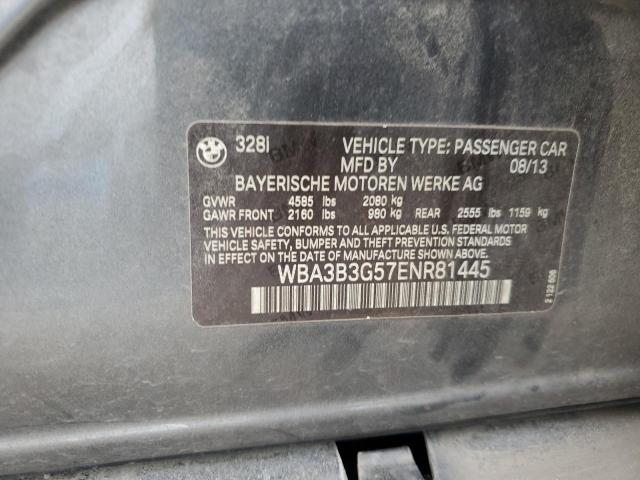 328i VEHICLE TYPE: PASSENGER CAR
MFD BY 08/13
BAYERISCHE MOTOREN WERKE AG
GVWR 4585 lbs 2080 kg
GAWR FRONT 2160 lbs 980 kg REAR 2555 lbs 1159 kg
THIS VEHICLE CONFORMS TO ALL APPLICABLE U.S. FEDERAL MOTOR
VEHICLE SAFETY, BUMPER AND THEFT PREVENTION STANDARDS
IN EFFECT ON THE DATE OF MANUFACTURE SHOWN ABOVE.
WBA3B3G57ENR81445